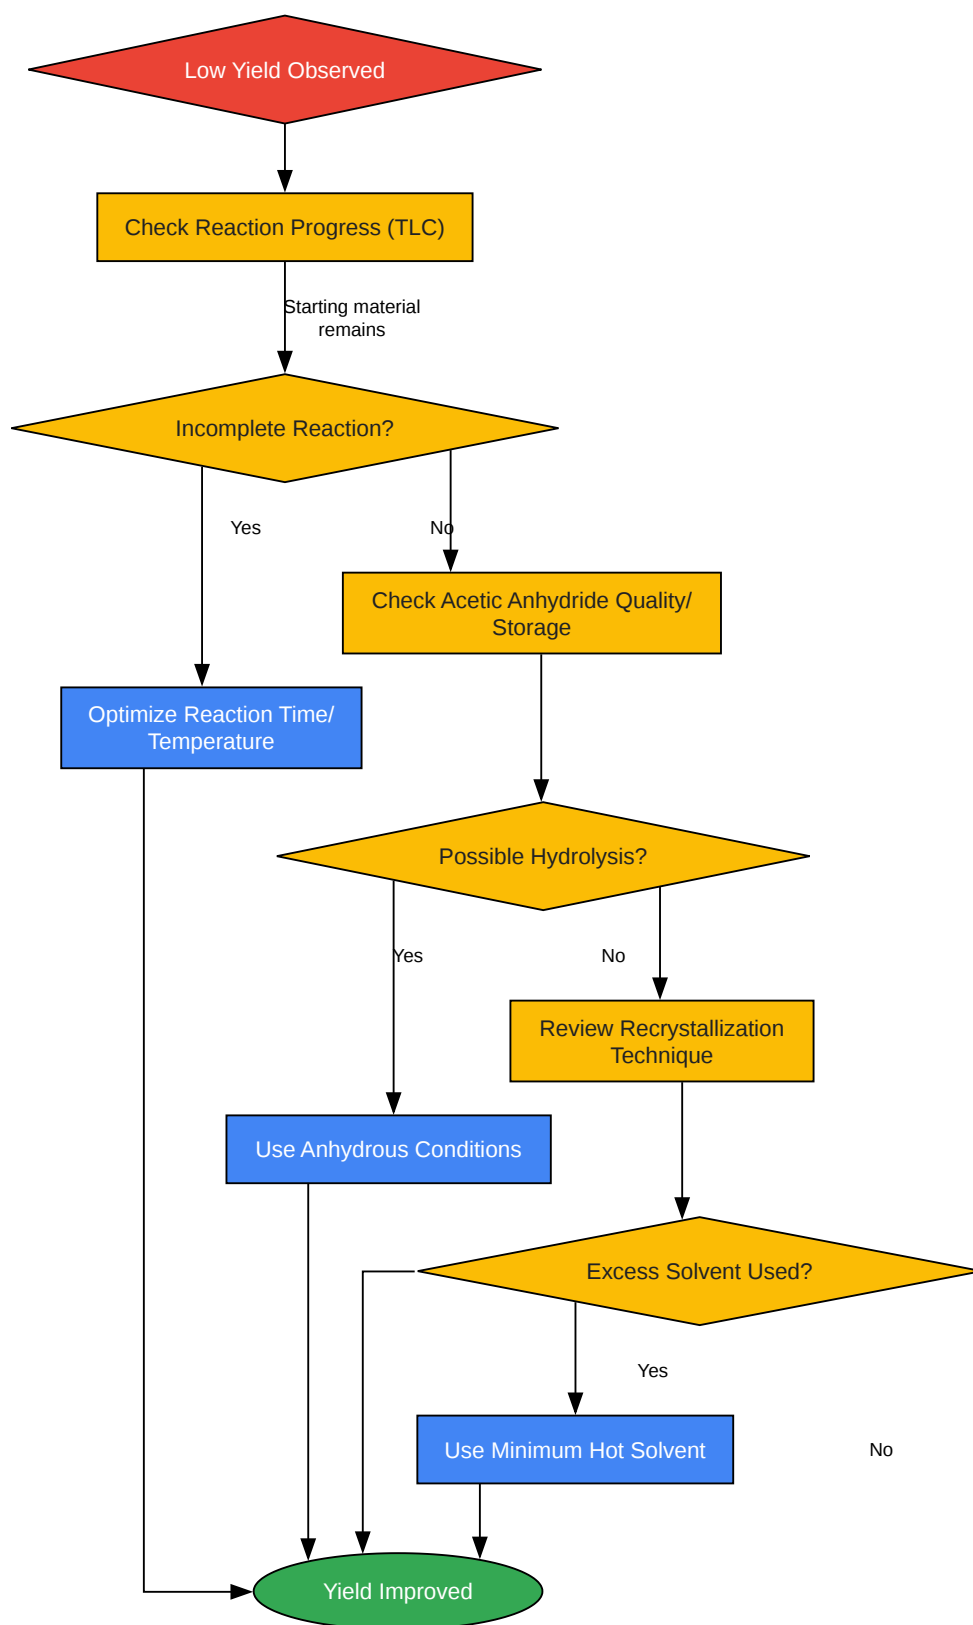 Low Yield Observed
Check Reaction Progress (TLC)
Starting material
remains
Incomplete Reaction?
Yes
No
Check Acetic Anhydride Quality/
Storage
Optimize Reaction Time/
Temperature
Possible Hydrolysis?
Yes
No
Review Recrystallization
Technique
Use Anhydrous Conditions
Excess Solvent Used?
Yes
Use Minimum Hot Solvent
No
Yield Improved